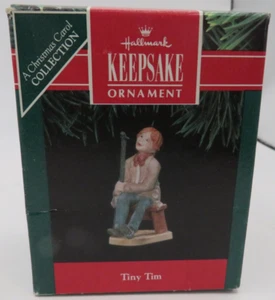 A Christmas Carol
COLLECTION
Hallmark
KEEPSAKE
ORNAMENT
Tiny Tim